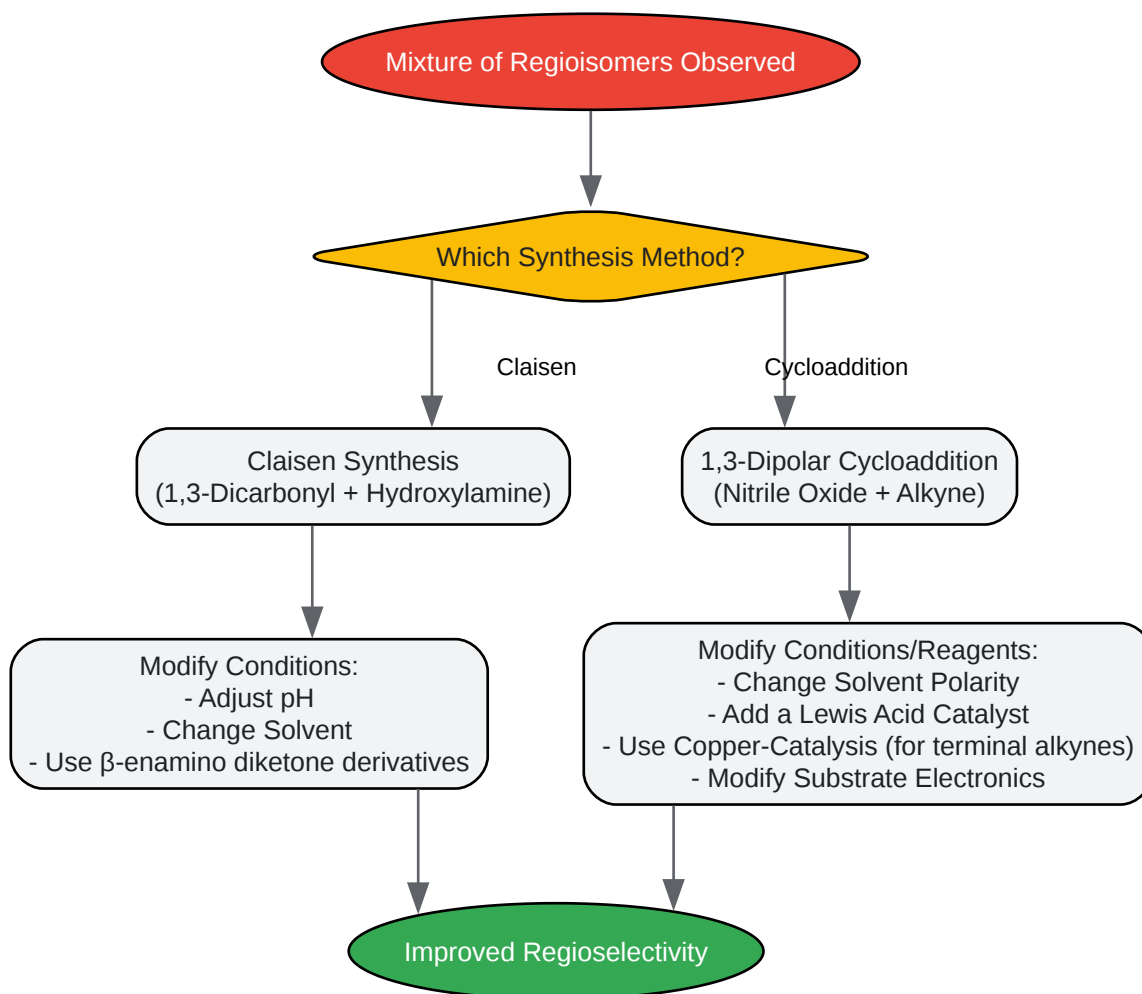 Mixture of Regioisomers Observed
Which Synthesis Method?
Claisen
Cycloaddition
Claisen Synthesis
(1,3-Dicarbonyl + Hydroxylamine)
1,3-Dipolar Cycloaddition
(Nitrile Oxide + Alkyne)
Modify Conditions:
- Adjust pH
- Change Solvent
- Use β-enamino diketone derivatives
Modify Conditions/Reagents:
- Change Solvent Polarity
- Add a Lewis Acid Catalyst
- Use Copper-Catalysis (for terminal alkynes)
- Modify Substrate Electronics
Improved Regioselectivity